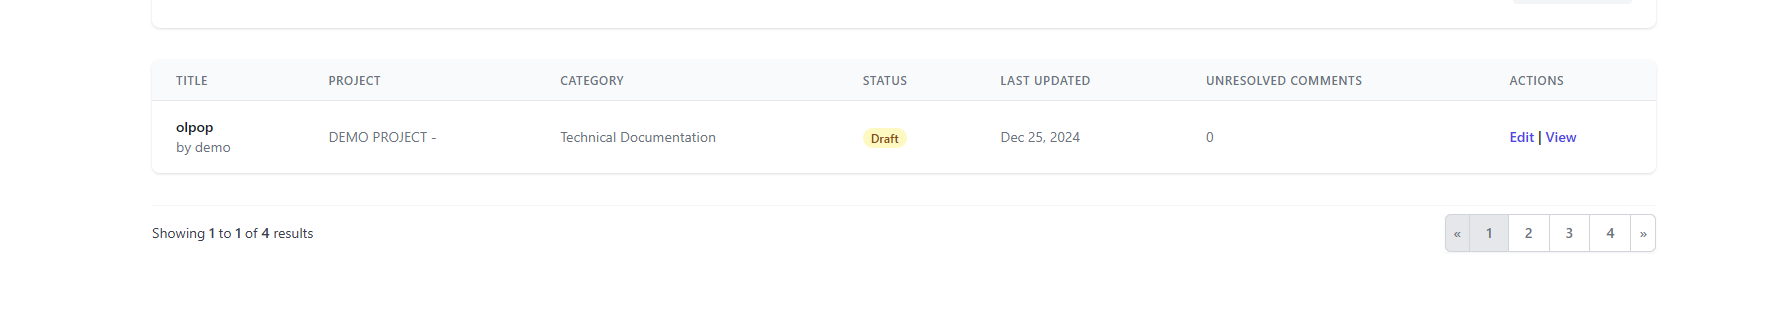 TITLE PROJECT CATEGORY STATUS LAST UPDATED UNRESOLVED COMMENTS ACTIONS
olpop
by demo
DEMO PROJECT - Technical Documentation Draft Dec 25, 2024 0 Edit | View
Showing 1 to 1 of 4 results
« 1 2 3 4 »